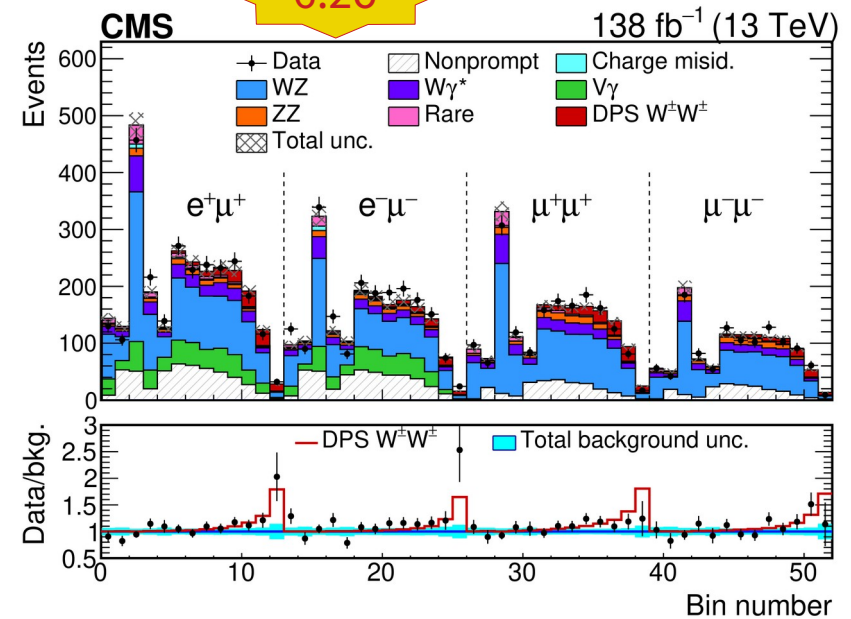 CMS 138 fb⁻¹ (13 TeV)
Events
600
500
400
300
200
100
0
Data Nonprompt Charge misid.
WZ Wγ* Vγ
ZZ Rare DPS W±W±
Total unc.
e⁺μ⁺ e⁻μ⁻ μ⁺μ⁺ μ⁻μ⁻
Data/bkg.
3
2.5
2
1.5
1
0.5
DPS W±W± Total background unc.
0 10 20 30 40 50
Bin number